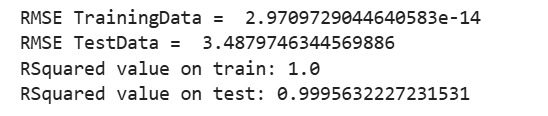 RMSE TrainingData =  2.9709729044640583e-14
RMSE TestData =  3.4879746344569886
RSquared value on train: 1.0
RSquared value on test: 0.9995632227231531